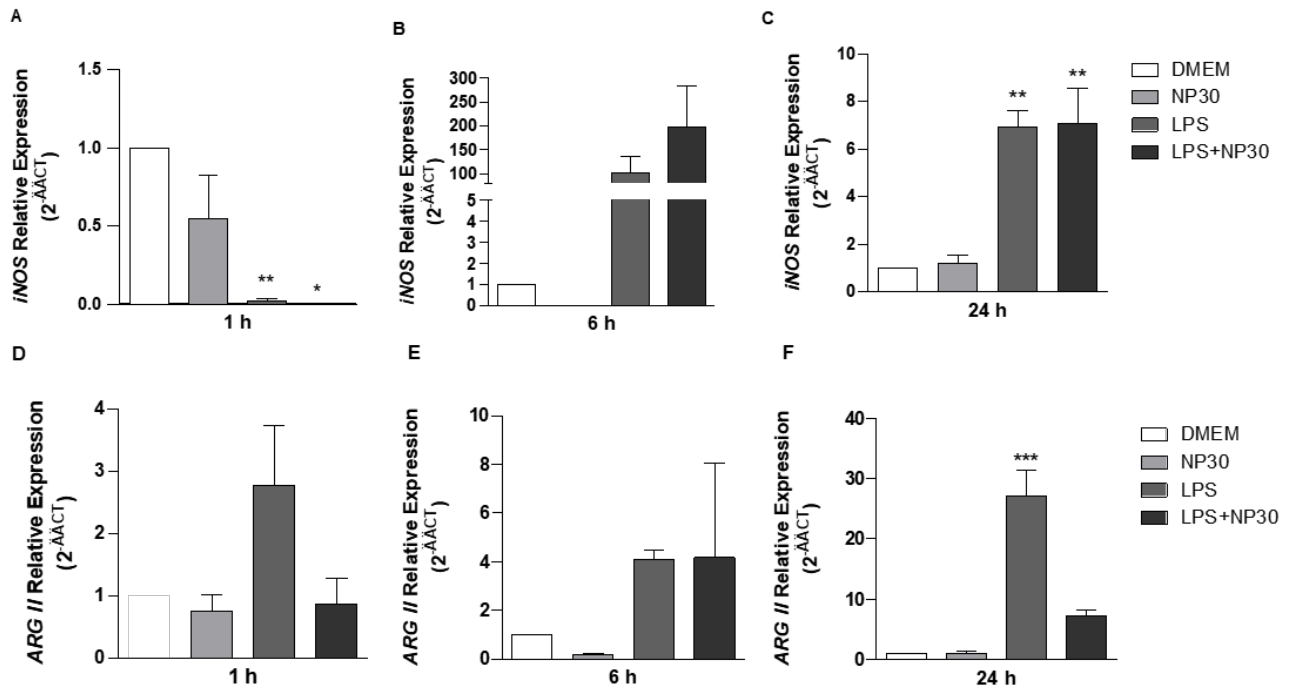 A
iNOS Relative Expression
(2-ÄÄCT)
1.5
1.0
0.5
0.0
**
*
1 h
B
iNOS Relative Expression
(2-ÄÄCT)
300
250
200
150
100
5
4
3
2
1
0
6 h
C
iNOS Relative Expression
(2-ÄÄCT)
10
8
6
4
2
0
**
**
24 h
DMEM
NP30
LPS
LPS+NP30
D
ARG II Relative Expression
(2-ÄÄCT)
4
3
2
1
0
1 h
E
ARG II Relative Expression
(2-ÄÄCT)
10
8
6
4
2
0
6 h
F
ARG II Relative Expression
(2-ÄÄCT)
40
30
20
10
0
***
24 h
DMEM
NP30
LPS
LPS+NP30